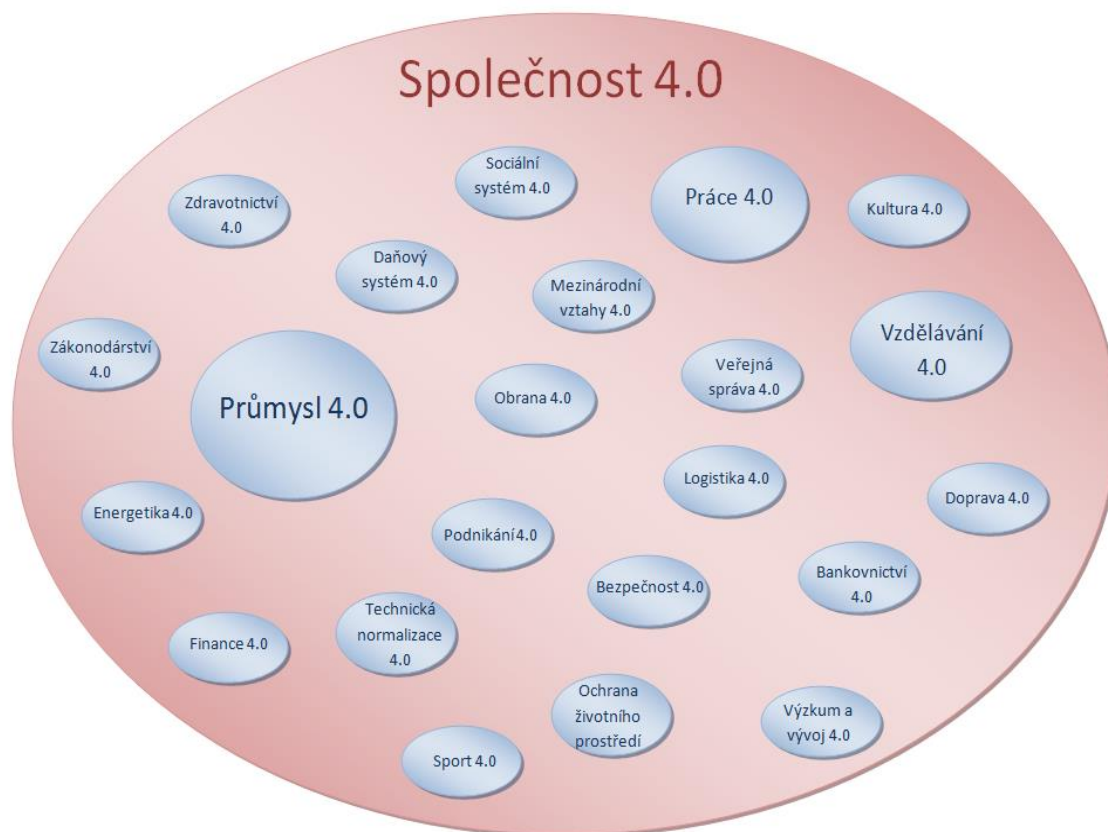 Společnost 4.0
Sociální
systém 4.0
Práce 4.0
Zdravotnictví
4.0
Kultura 4.0
Daňový
systém 4.0
Mezinárodní
vztahy 4.0
Zákonodárství
4.0
Vzdělávání
4.0
Veřejná
správa 4.0
Průmysl 4.0
Obrana 4.0
Logistika 4.0
Doprava 4.0
Energetika 4.0
Podnikání 4.0
Bankovnictví
4.0
Bezpečnost 4.0
Technická
normalizace
4.0
Finance 4.0
Ochrana
životního
prostředí
Výzkum a
vývoj 4.0
Sport 4.0